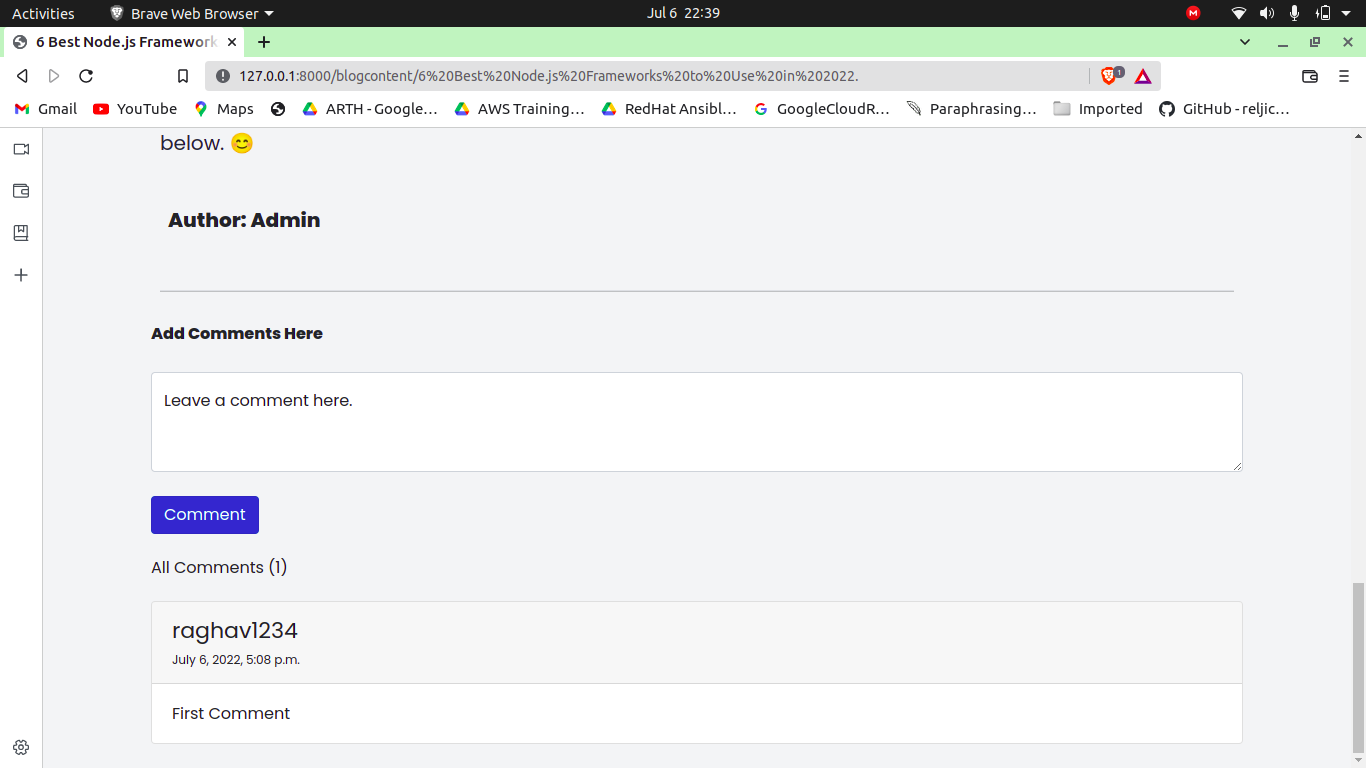 Activities Brave Web Browser Jul 6 22:39
6 Best Node.js Framework
127.0.0.1:8000/blogcontent/6%20Best%20Node.js%20Frameworks%20to%20Use%20in%202022. 1
Gmail YouTube Maps ARTH - Google... AWS Training... RedHat Ansibl... GoogleCloudR... Paraphrasing... Imported GitHub - reljic...
below. 😊
Author: Admin
Add Comments Here
Leave a comment here.
Comment
All Comments (1)
raghav1234
July 6, 2022, 5:08 p.m.
First Comment